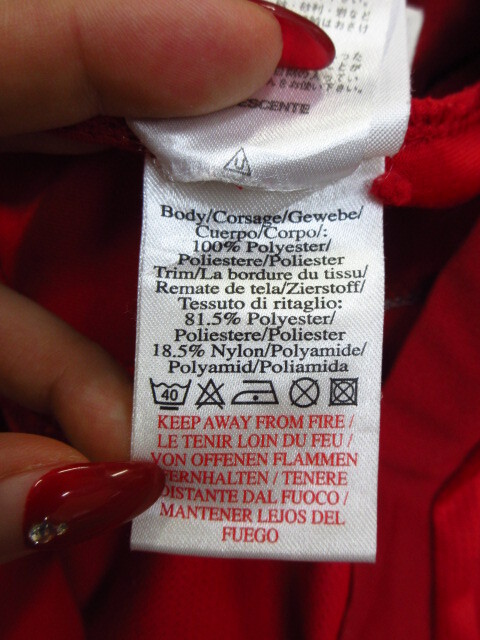 ESCENTE
U
Body/Corsage/Gewebe/
Cuerpo/Corpo/:
100% Polyester/
Poliestere/Poliester
Trim/La bordure du tissu/
Remate de tela/Zierstoff/
Tessuto di ritaglio:
81.5% Polyester/
Poliestere/Poliester
18.5% Nylon/Polyamide/
Polyamid/Poliamida
40
KEEP AWAY FROM FIRE /
LE TENIR LOIN DU FEU /
VON OFFENEN FLAMMEN
FERNHALTEN / TENERE
DISTANTE DAL FUOCO /
MANTENER LEJOS DEL
FUEGO